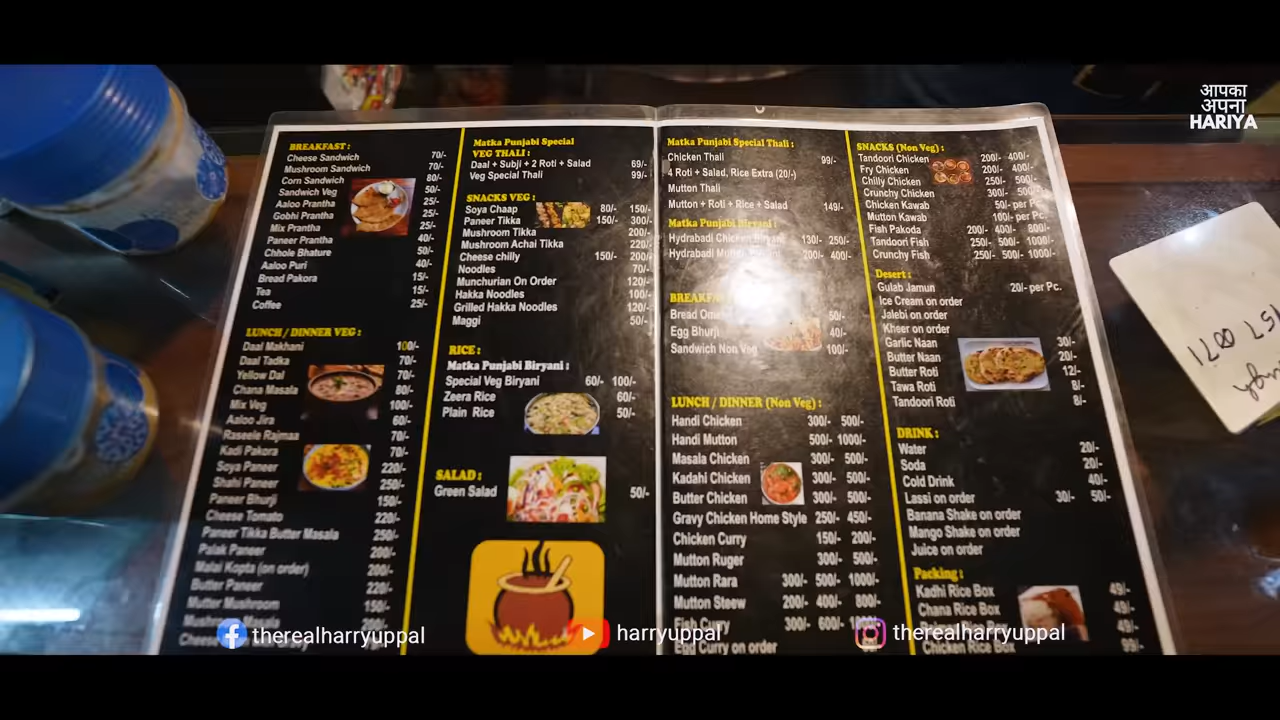 आपका
अपना
HARIYA
BREAKFAST :
Cheese Sandwich 70/-
Mushroom Sandwich 70/-
Corn Sandwich 80/-
Sandwich Veg 50/-
Aaloo Prantha 25/-
Gobhi Prantha 25/-
Mix Prantha 25/-
Paneer Prantha 40/-
Chhole Bhature 50/-
Aaloo Puri 40/-
Bread Pakora 15/-
Tea 15/-
Coffee 25/-
LUNCH / DINNER VEG :
Daal Makhani 100/-
Daal Tadka 70/-
Yellow Dal 70/-
Chana Masala 80/-
Mix Veg 100/-
Aaloo Jira 60/-
Raseele Rajmaa 70/-
Kadi Pakora 70/-
Soya Paneer 220/-
Shahi Paneer 250/-
Paneer Bhurji 150/-
Cheese Tomato 220/-
Paneer Tikka Butter Masala 250/-
Palak Paneer 200/-
Malai Kopta (on order) 200/-
Butter Paneer 220/-
Mutter Mushroom 150/-
Cheese
Matka Punjabi Special
VEG THALI :
Daal + Subji + 2 Roti + Salad 69/-
Veg Special Thali 99/-
SNACKS VEG :
Soya Chaap 80/- 150/-
Paneer Tikka 150/- 300/-
Mushroom Tikka 200/-
Mushroom Achai Tikka 220/-
Cheese chilly 150/- 200/-
Noodles 70/-
Munchurian On Order 120/-
Hakka Noodles 100/-
Grilled Hakka Noodles 120/-
Maggi 50/-
RICE :
Matka Punjabi Biryani :
Special Veg Biryani 60/- 100/-
Zeera Rice 60/-
Plain Rice 50/-
SALAD :
Green Salad 50/-
Matka Punjabi Special Thali :
Chicken Thali 99/-
4 Roti + Salad, Rice Extra (20/-)
Mutton Thali
Mutton + Roti + Rice + Salad 149/-
Matka Punjabi Biryani :
Hydrabadi Chicken Biryani 130/- 250/-
Hydrabadi 200/- 400/-
Bread 50/-
Egg Bhurji 40/-
Sandwich Non Veg 100/-
LUNCH / DINNER (Non Veg) :
Handi Chicken 300/- 500/-
Handi Mutton 500/- 1000/-
Masala Chicken 300/- 500/-
Kadahi Chicken 300/- 500/-
Butter Chicken 300/- 500/-
Gravy Chicken Home Style 250/- 450/-
Chicken Curry 150/- 200/-
Mutton Ruger 300/- 500/-
Mutton Rara 300/- 500/- 1000/-
Mutton Steew 200/- 400/- 800/-
Fish Curry 300/- 600/-
Egg Curry on order
SNACKS (Non Veg) :
Tandoori Chicken 200/- 400/-
Fry Chicken 200/- 400/-
Chilly Chicken 250/- 500/-
Crunchy Chicken 300/- 500/-
Chicken Kawab 50/- per Pc.
Mutton Kawab 100/- per Pc.
Fish Pakoda 200/- 400/- 800/-
Tandoori Fish 250/- 500/- 1000/-
Crunchy Fish 250/- 500/- 1000/-
Desert :
Gulab Jamun 20/- per Pc.
Ice Cream on order
Jalebi on order
Kheer on order
Garlic Naan 30/-
Butter Naan 20/-
Butter Roti 12/-
Tawa Roti 8/-
Tandoori Roti 8/-
DRINK :
Water 20/-
Soda 20/-
Cold Drink 40/-
Lassi on order 30/- 50/-
Banana Shake on order
Mango Shake on order
Juice on order
Packing :
Kadhi Rice Box 49/-
Chana Rice Box 49/-
Chicken Rice Box 99/-
therealharryuppal
harryuppal
therealharryuppal